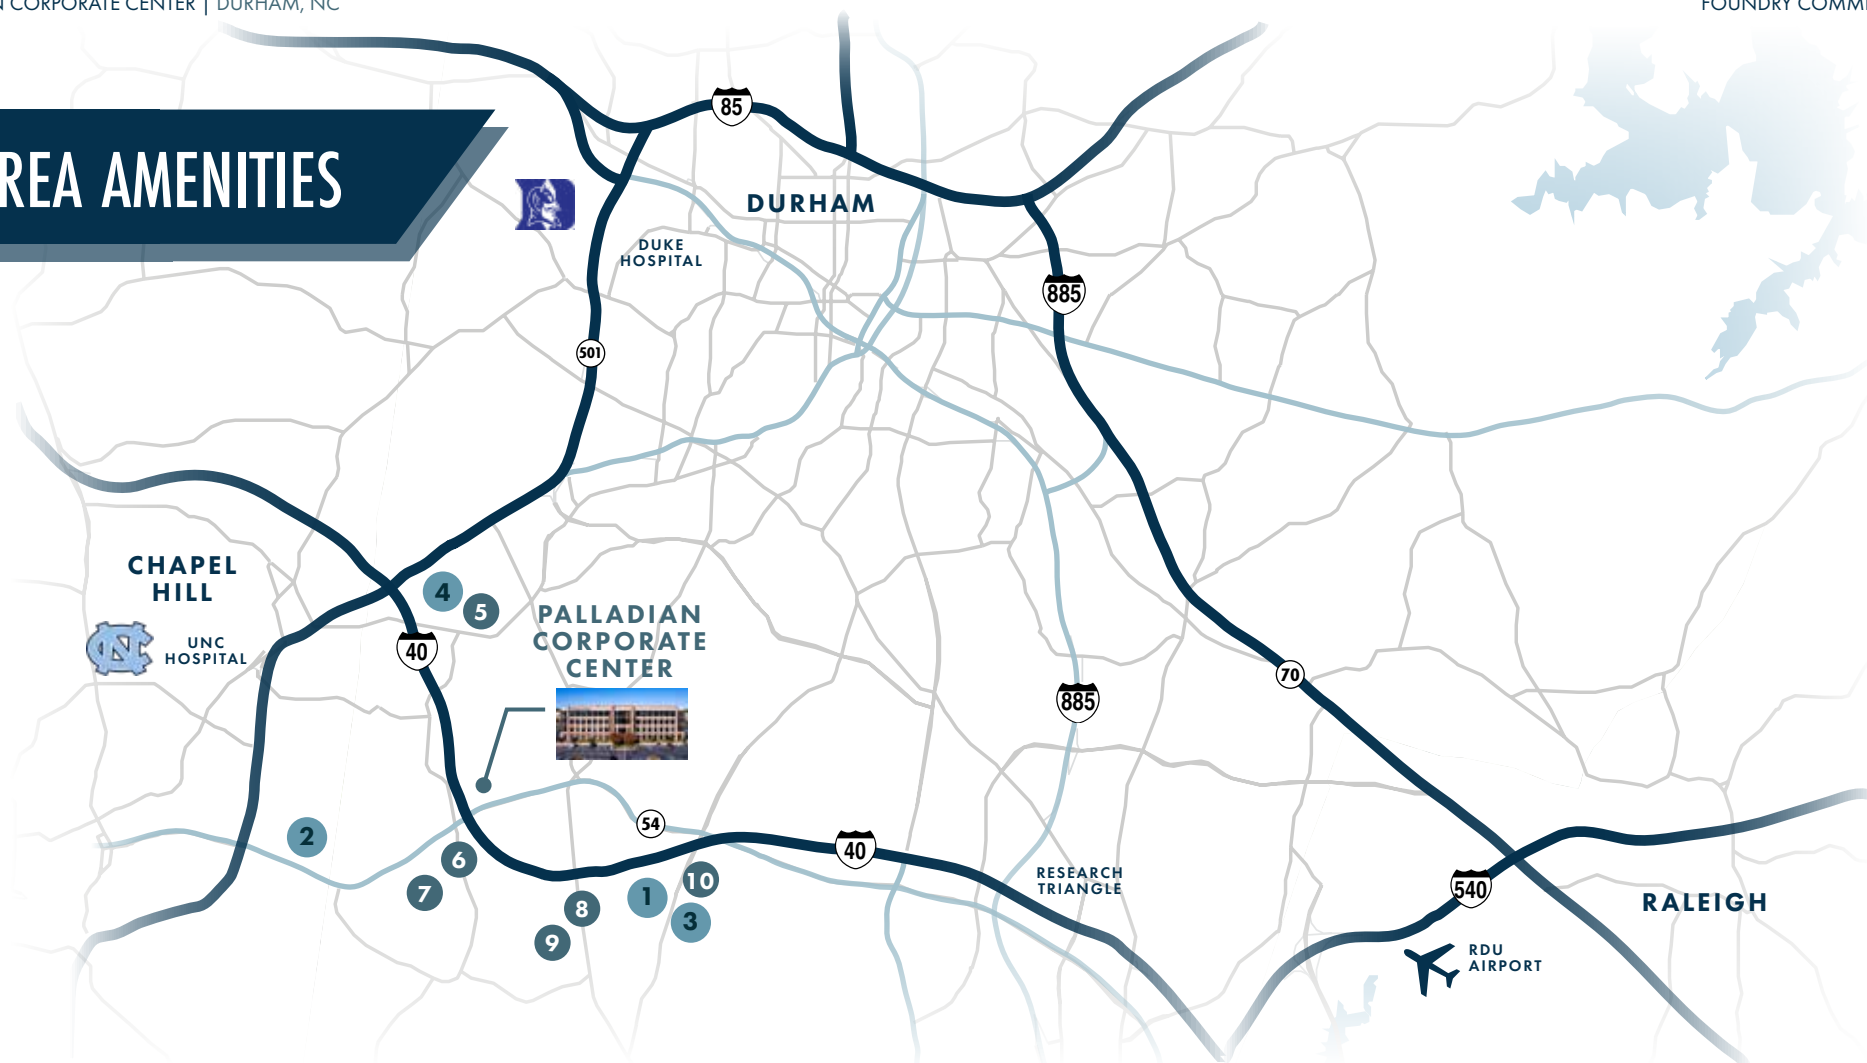 CORPORATE CENTER | DURHAM, NC
FOUNDRY
AMENITIES
85
DURHAM
DUKE
HOSPITAL
885
501
CHAPEL
HILL
4
5
PALLADIAN
CORPORATE
CENTER
UNC
HOSPITAL
NC
40
70
885
54
2
40
6
RESEARCH
TRIANGLE
7
10
1
8
3
9
540
RALEIGH
RDU
AIRPORT